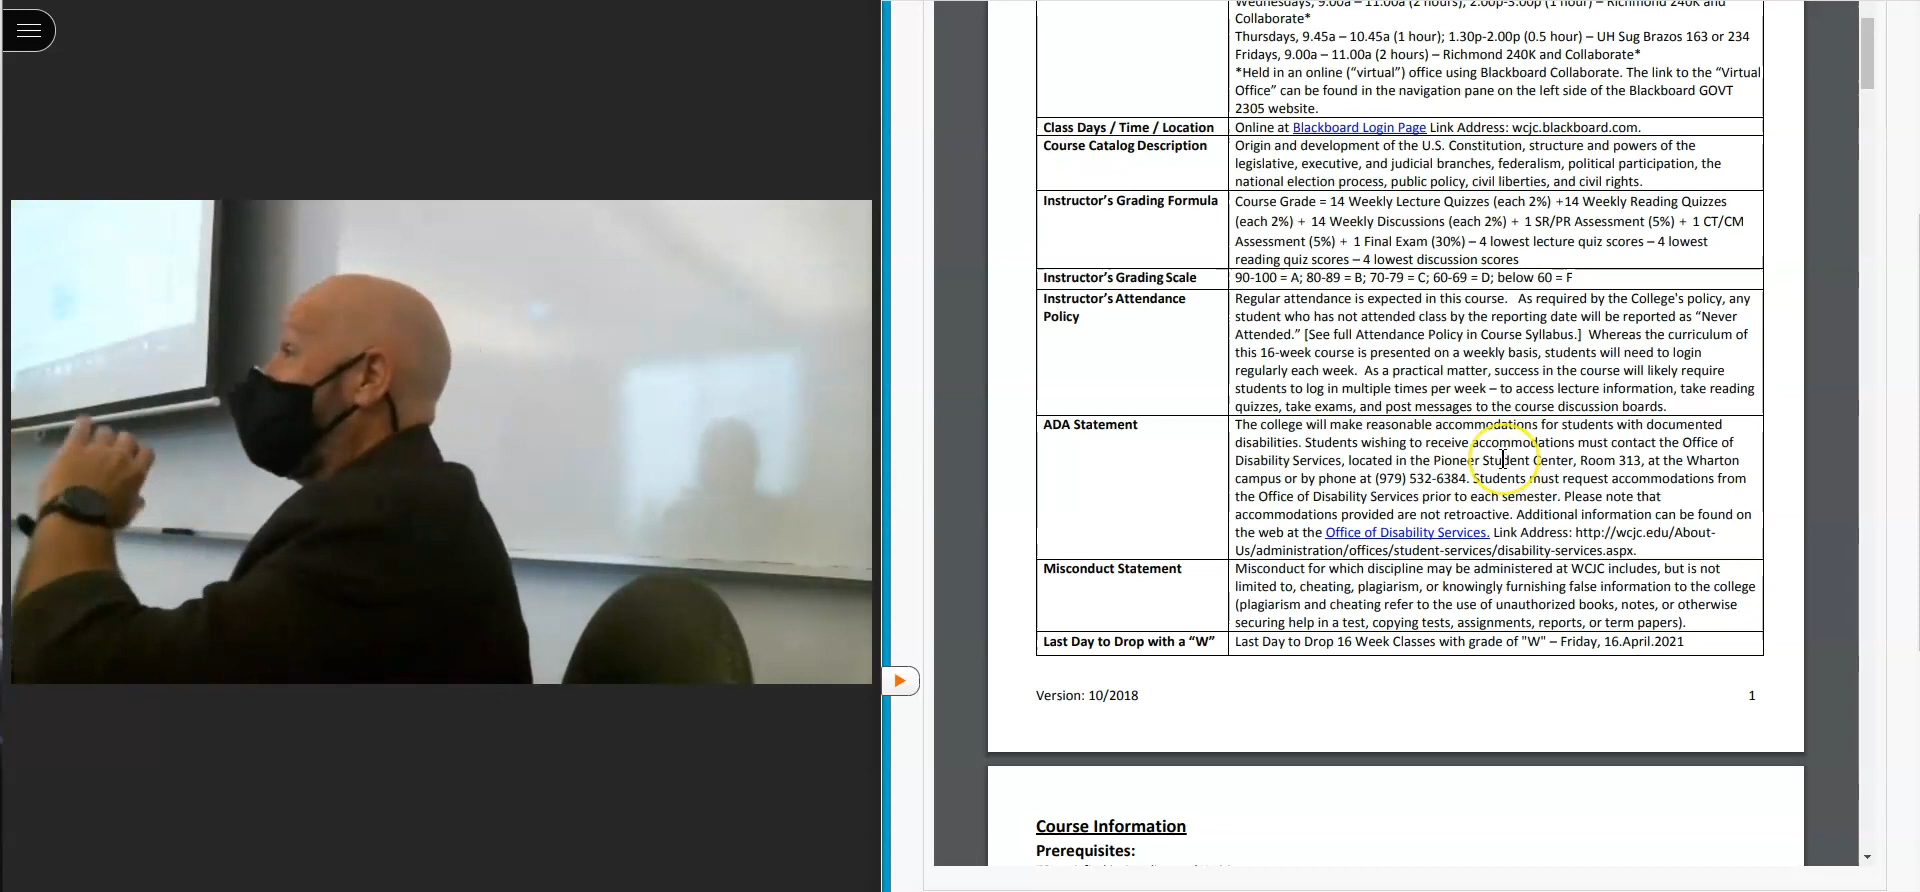 Wednesdays, 9.00a – 11.00a (2 hours); 2.00p-3.00p (1 hour) – Richmond 240K and
Collaborate*
Thursdays, 9.45a – 10.45a (1 hour); 1.30p-2.00p (0.5 hour) – UH Sug Brazos 163 or 234
Fridays, 9.00a – 11.00a (2 hours) – Richmond 240K and Collaborate*
*Held in an online (“virtual”) office using Blackboard Collaborate. The link to the “Virtual
Office” can be found in the navigation pane on the left side of the Blackboard GOVT
2305 website.
Class Days / Time / Location
Online at Blackboard Login Page Link Address: wcjc.blackboard.com.
Course Catalog Description
Origin and development of the U.S. Constitution, structure and powers of the
legislative, executive, and judicial branches, federalism, political participation, the
national election process, public policy, civil liberties, and civil rights.
Instructor’s Grading Formula
Course Grade = 14 Weekly Lecture Quizzes (each 2%) +14 Weekly Reading Quizzes
(each 2%) + 14 Weekly Discussions (each 2%) + 1 SR/PR Assessment (5%) + 1 CT/CM
Assessment (5%) + 1 Final Exam (30%) – 4 lowest lecture quiz scores – 4 lowest
reading quiz scores – 4 lowest discussion scores
Instructor’s Grading Scale
90-100 = A; 80-89 = B; 70-79 = C; 60-69 = D; below 60 = F
Instructor’s Attendance
Policy
Regular attendance is expected in this course. As required by the College's policy, any
student who has not attended class by the reporting date will be reported as “Never
Attended.” [See full Attendance Policy in Course Syllabus.] Whereas the curriculum of
this 16-week course is presented on a weekly basis, students will need to login
regularly each week. As a practical matter, success in the course will likely require
students to log in multiple times per week – to access lecture information, take reading
quizzes, take exams, and post messages to the course discussion boards.
ADA Statement
The college will make reasonable accommodations for students with documented
disabilities. Students wishing to receive accommodations must contact the Office of
Disability Services, located in the Pioneer Student Center, Room 313, at the Wharton
campus or by phone at (979) 532-6384. Students must request accommodations from
the Office of Disability Services prior to each semester. Please note that
accommodations provided are not retroactive. Additional information can be found on
the web at the Office of Disability Services. Link Address: http://wcjc.edu/About-
Us/administration/offices/student-services/disability-services.aspx.
Misconduct Statement
Misconduct for which discipline may be administered at WCJC includes, but is not
limited to, cheating, plagiarism, or knowingly furnishing false information to the college
(plagiarism and cheating refer to the use of unauthorized books, notes, or otherwise
securing help in a test, copying tests, assignments, reports, or term papers).
Last Day to Drop with a “W”
Last Day to Drop 16 Week Classes with grade of "W" – Friday, 16.April.2021
Version: 10/2018
1
Course Information
Prerequisites: